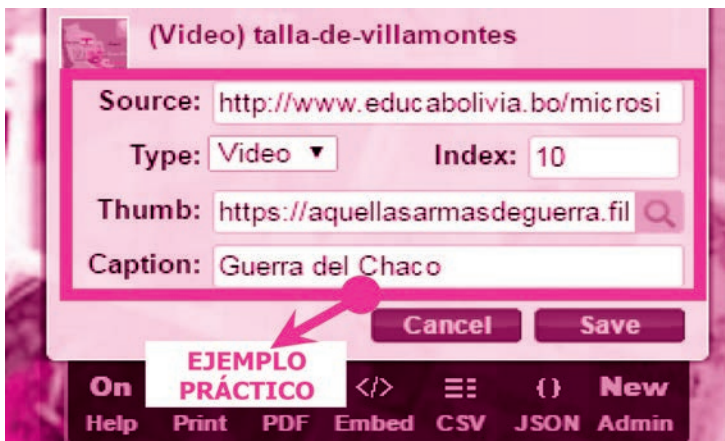 (Video) talla-de-villamontes
Source: http://www.educabolivia.bo/microsi
Type: Video ▼ Index: 10
Thumb: https://aquellasarmasdeguerra.fil
Caption: Guerra del Chaco
Cancel Save
EJEMPLO
PRÁCTICO
On </> {} New
Help Print PDF Embed CSV JSON Admin